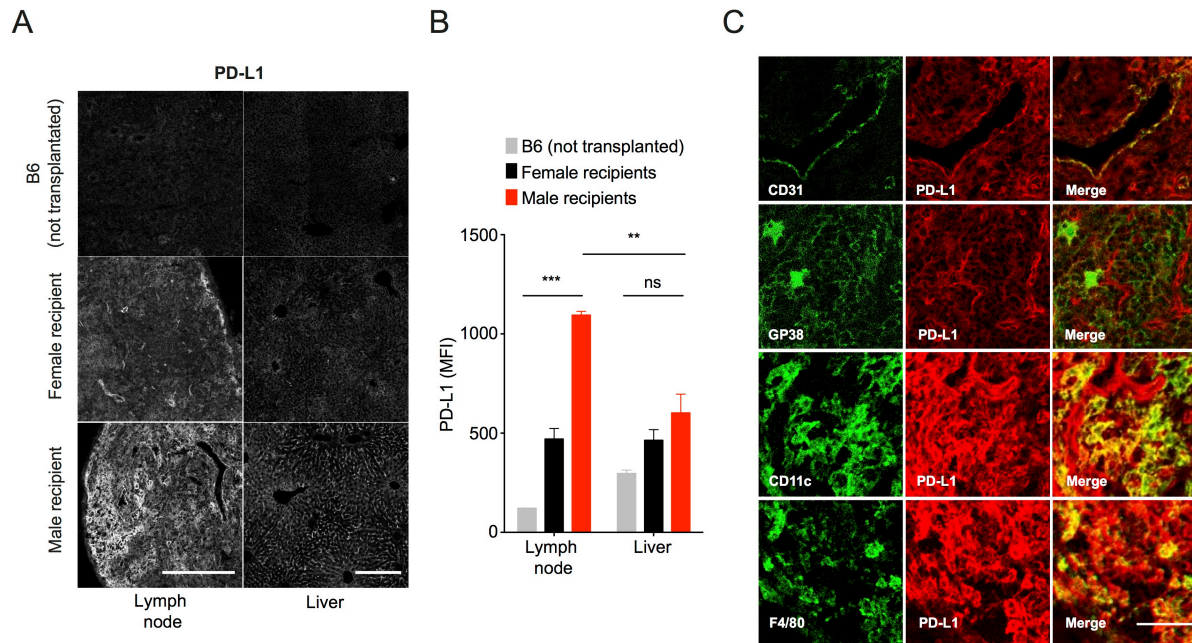 A
PD-L1
B6
(not transplanted)
Female recipient
Male recipient
Lymph
node
Liver
B
B6 (not transplanted)
Female recipients
Male recipients
PD-L1 (MFI)
1500
1000
500
0
**
***
ns
Lymph
node
Liver
C
CD31
PD-L1
Merge
GP38
PD-L1
Merge
CD11c
PD-L1
Merge
F4/80
PD-L1
Merge